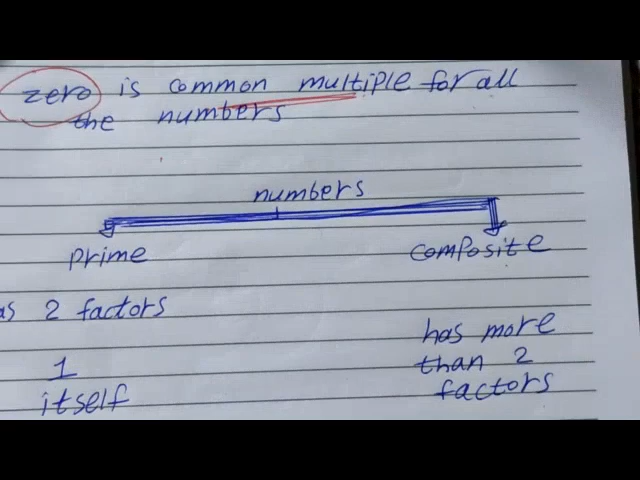 zero is common multiple for all
the numbers
numbers
prime
composite
as 2 factors
has more
than 2
factors
1
itself